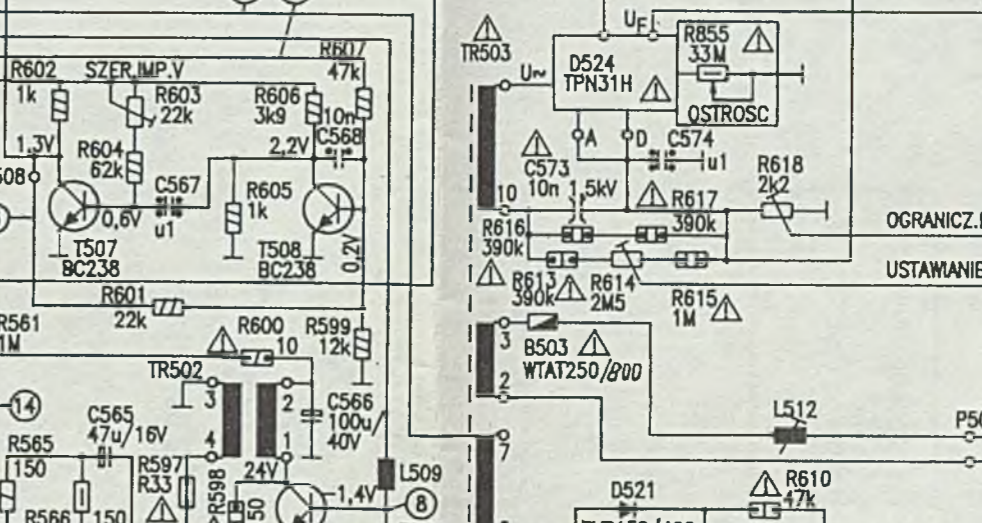 R602
1k
SZER.IMP.V
R603
22k
R606
3k9
R607
47k
10n
C568
1,3V
R604
62k
2,2V
508
C567
u1
0,6V
R605
1k
T507
BC238
T508
BC238
0,2V
R601
22k
R561
1M
R600
10
R599
12k
TR502
3
2
4
1
14
C565
47u/16V
C566
100u/
40V
R565
150
R597
R33
R598
24V
50
1,4V
L509
8
R566
150
TR503
U~
UF
D524
TPN31H
R855
33M
OSTROSC
A
D
C574
u1
C573
10n
1,5kV
10
R617
390k
R618
2k2
R616
390k
R613
390k
R614
2M5
R615
1M
OGRANICZ.
USTAWIANIE
3
B503
WTAT250/800
2
7
L512
D521
R610
47k